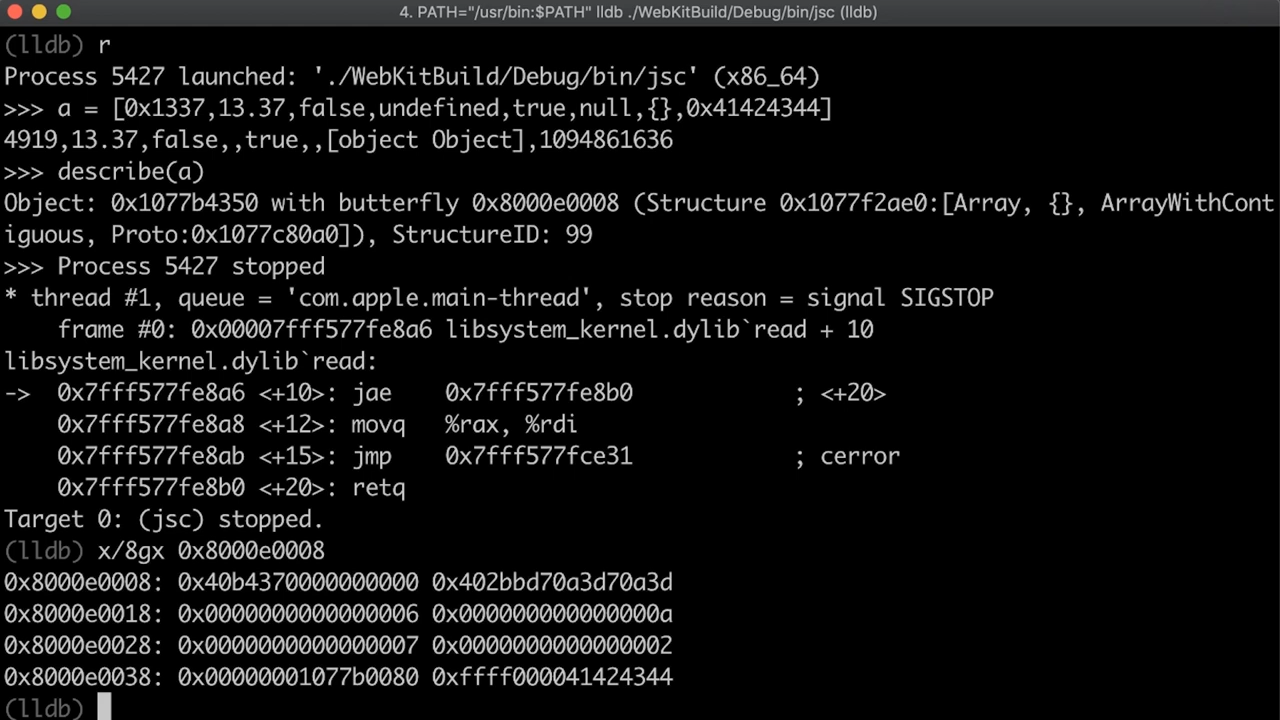 4. PATH="/usr/bin:$PATH" lldb ./WebKitBuild/Debug/bin/jsc (lldb)
(lldb) r
Process 5427 launched: './WebKitBuild/Debug/bin/jsc' (x86_64)
>>> a = [0x1337,13.37,false,undefined,true,null,{},0x41424344]
4919,13.37,false,,true,,[object Object],1094861636
>>> describe(a)
Object: 0x1077b4350 with butterfly 0x8000e0008 (Structure 0x1077f2ae0:[Array, {}, ArrayWithCont
iguous, Proto:0x1077c80a0]), StructureID: 99
>>> Process 5427 stopped
* thread #1, queue = 'com.apple.main-thread', stop reason = signal SIGSTOP
    frame #0: 0x00007fff577fe8a6 libsystem_kernel.dylib`read + 10
libsystem_kernel.dylib`read:
->  0x7fff577fe8a6 <+10>: jae    0x7fff577fe8b0            ; <+20>
    0x7fff577fe8a8 <+12>: movq   %rax, %rdi
    0x7fff577fe8ab <+15>: jmp    0x7fff577fce31            ; cerror
    0x7fff577fe8b0 <+20>: retq
Target 0: (jsc) stopped.
(lldb) x/8gx 0x8000e0008
0x8000e0008: 0x40b4370000000000 0x402bbd70a3d70a3d
0x8000e0018: 0x0000000000000006 0x000000000000000a
0x8000e0028: 0x0000000000000007 0x0000000000000002
0x8000e0038: 0x00000001077b0080 0xffff000041424344
(lldb)